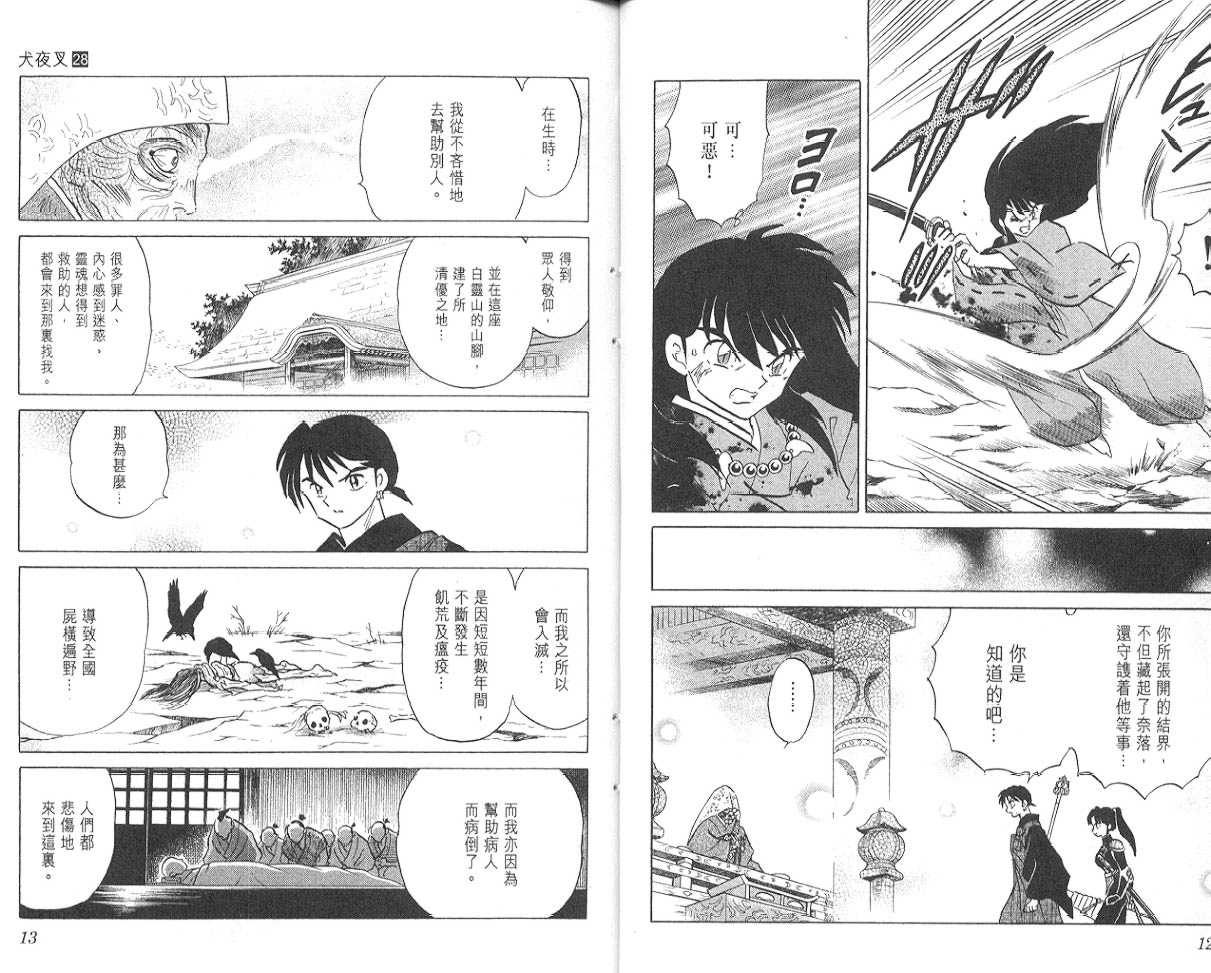 可…
可惡！
ヨロ…
你所張開的結界
不但藏起了奈落，
還守護着他等事…
你是
知道的吧…
……
12
犬夜叉 28
在生時…
我從不吝惜地
去幫助別人。
得到
眾人敬仰，
並在這座
白靈山的山腳，
建了所
清優之地…
很多罪人、
內心感到迷惑，
靈魂想得到
救助的人，
都會來到那裏找我。
那為甚麼…
而我之所以
會入滅…
是因短短數年間，
不斷發生
飢荒及瘟疫…
導致全國
屍橫遍野…
而我亦因為
幫助病人
而病倒了。
人們都
悲傷地
來到這裏。
13